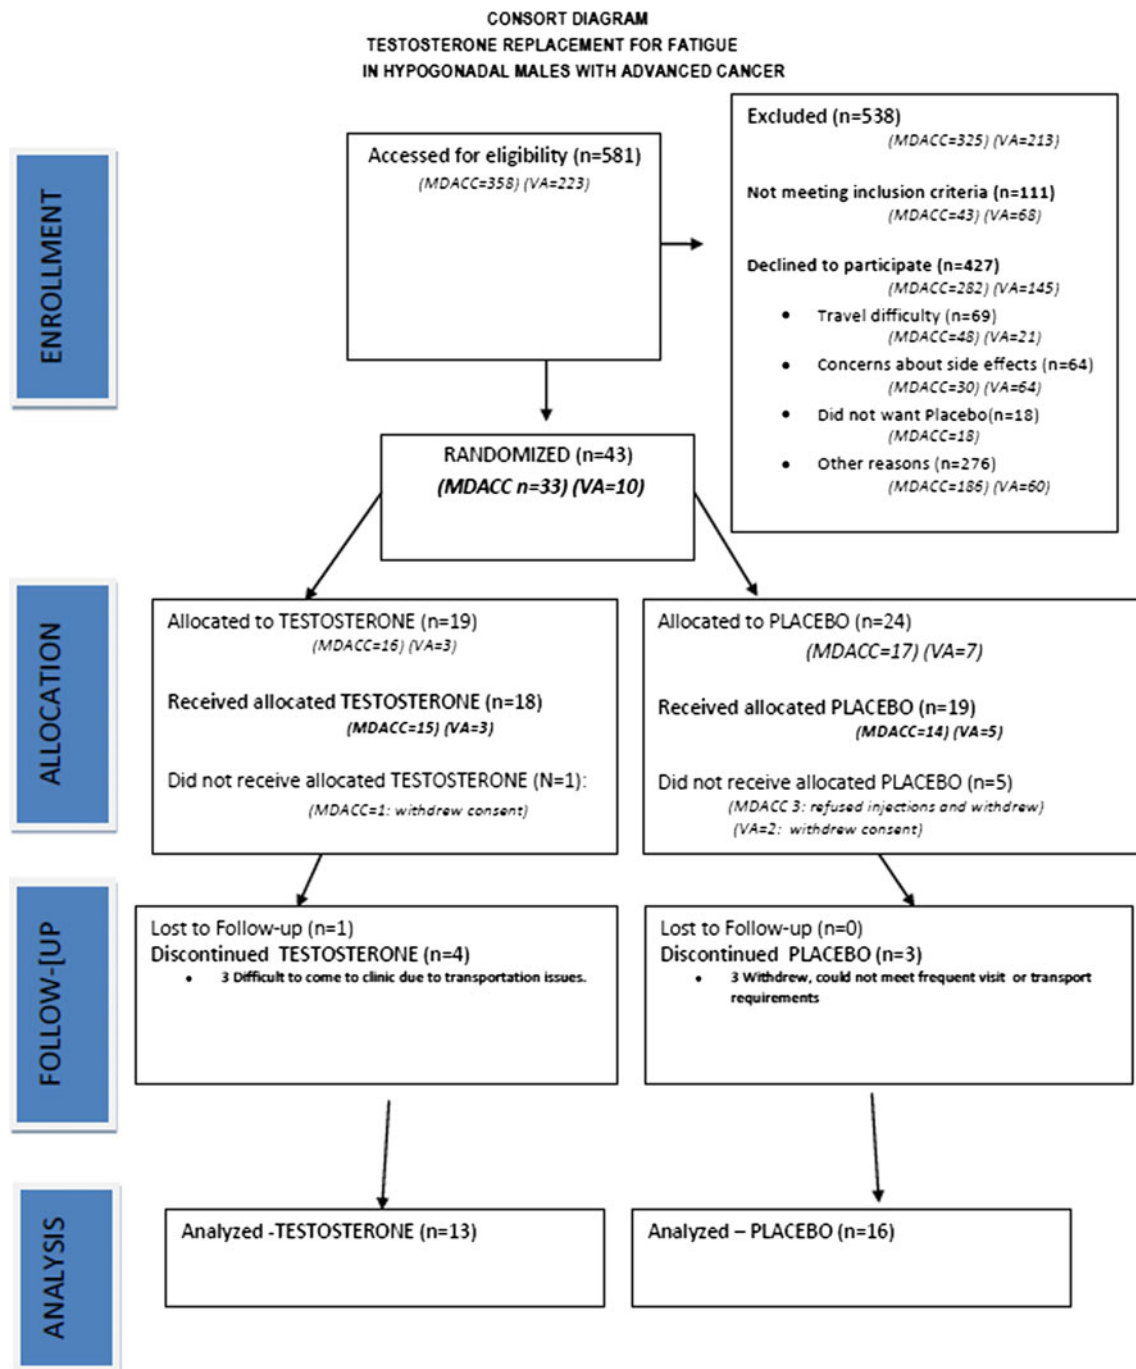 CONSORT DIAGRAM
TESTOSTERONE REPLACEMENT FOR FATIGUE
IN HYPOGONADAL MALES WITH ADVANCED CANCER
ENROLLMENT
Accessed for eligibility (n=581)
(MDACC=358) (VA=223)
Excluded (n=538)
(MDACC=325) (VA=213)
Not meeting inclusion criteria (n=111)
(MDACC=43) (VA=68)
Declined to participate (n=427)
(MDACC=282) (VA=145)
• Travel difficulty (n=69)
(MDACC=48) (VA=21)
• Concerns about side effects (n=64)
(MDACC=30) (VA=64)
• Did not want Placebo(n=18)
(MDACC=18)
• Other reasons (n=276)
(MDACC=186) (VA=60)
RANDOMIZED (n=43)
(MDACC n=33) (VA=10)
ALLOCATION
Allocated to TESTOSTERONE (n=19)
(MDACC=16) (VA=3)
Received allocated TESTOSTERONE (n=18)
(MDACC=15) (VA=3)
Did not receive allocated TESTOSTERONE (N=1):
(MDACC=1: withdrew consent)
Allocated to PLACEBO (n=24)
(MDACC=17) (VA=7)
Received allocated PLACEBO (n=19)
(MDACC=14) (VA=5)
Did not receive allocated PLACEBO (n=5)
(MDACC 3: refused injections and withdrew)
(VA=2: withdrew consent)
FOLLOW-[UP
Lost to Follow-up (n=1)
Discontinued TESTOSTERONE (n=4)
• 3 Difficult to come to clinic due to transportation issues.
Lost to Follow-up (n=0)
Discontinued PLACEBO (n=3)
• 3 Withdrew, could not meet frequent visit or transport
requirements
ANALYSIS
Analyzed -TESTOSTERONE (n=13)
Analyzed – PLACEBO (n=16)